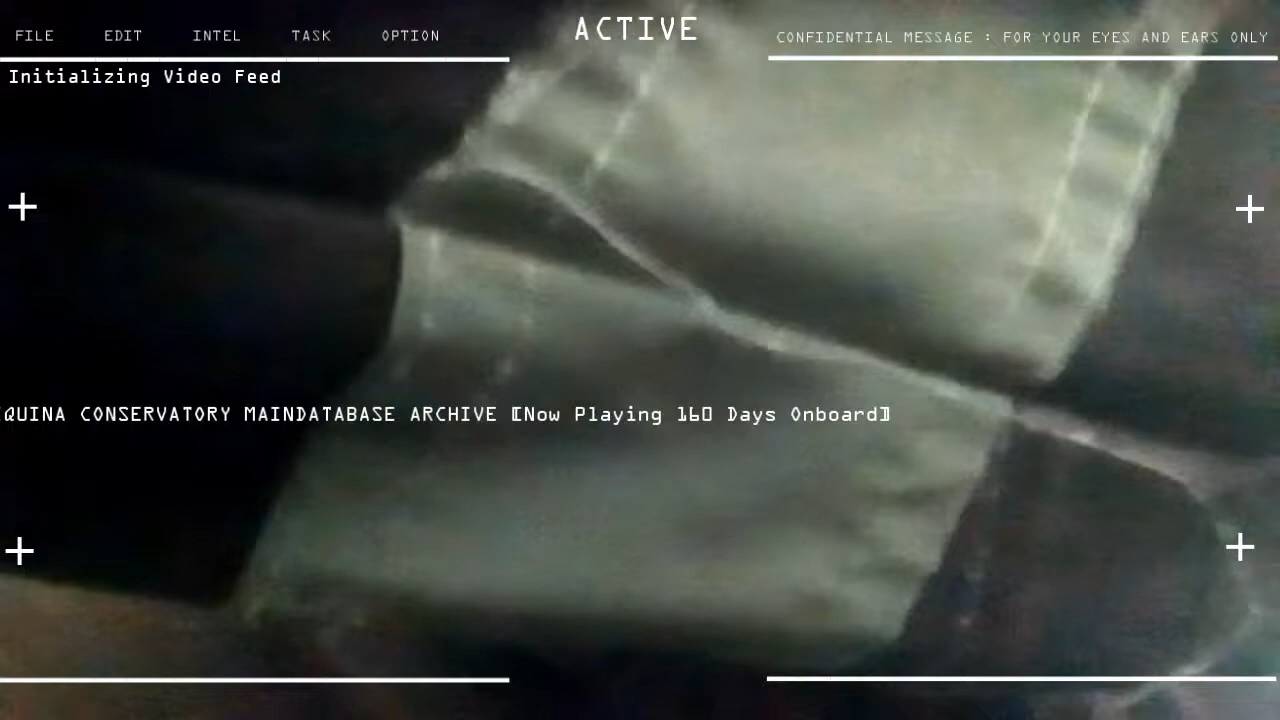 FILE EDIT INTEL TASK OPTION
ACTIVE
CONFIDENTIAL MESSAGE : FOR YOUR EYES AND EARS ONLY
Initializing Video Feed
QUINA CONSERVATORY MAINDATABASE ARCHIVE [Now Playing 160 Days Onboard]